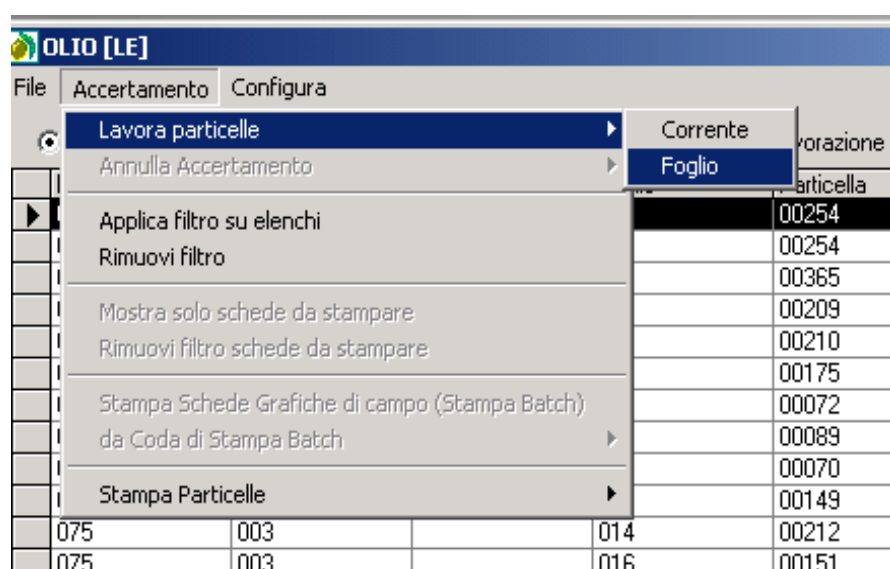 OLIO [LE]
File Accertamento Configura
Lavora particelle Corrente
Annulla Accertamento Foglio
Particella
Applica filtro su elenchi 00254
Rimuovi filtro 00254
00365
Mostra solo schede da stampare 00209
Rimuovi filtro schede da stampare 00210
00175
Stampa Schede Grafiche di campo (Stampa Batch) 00072
da Coda di Stampa Batch 00089
00070
Stampa Particelle 00149
075 003 014 00212
075 003 016 00151